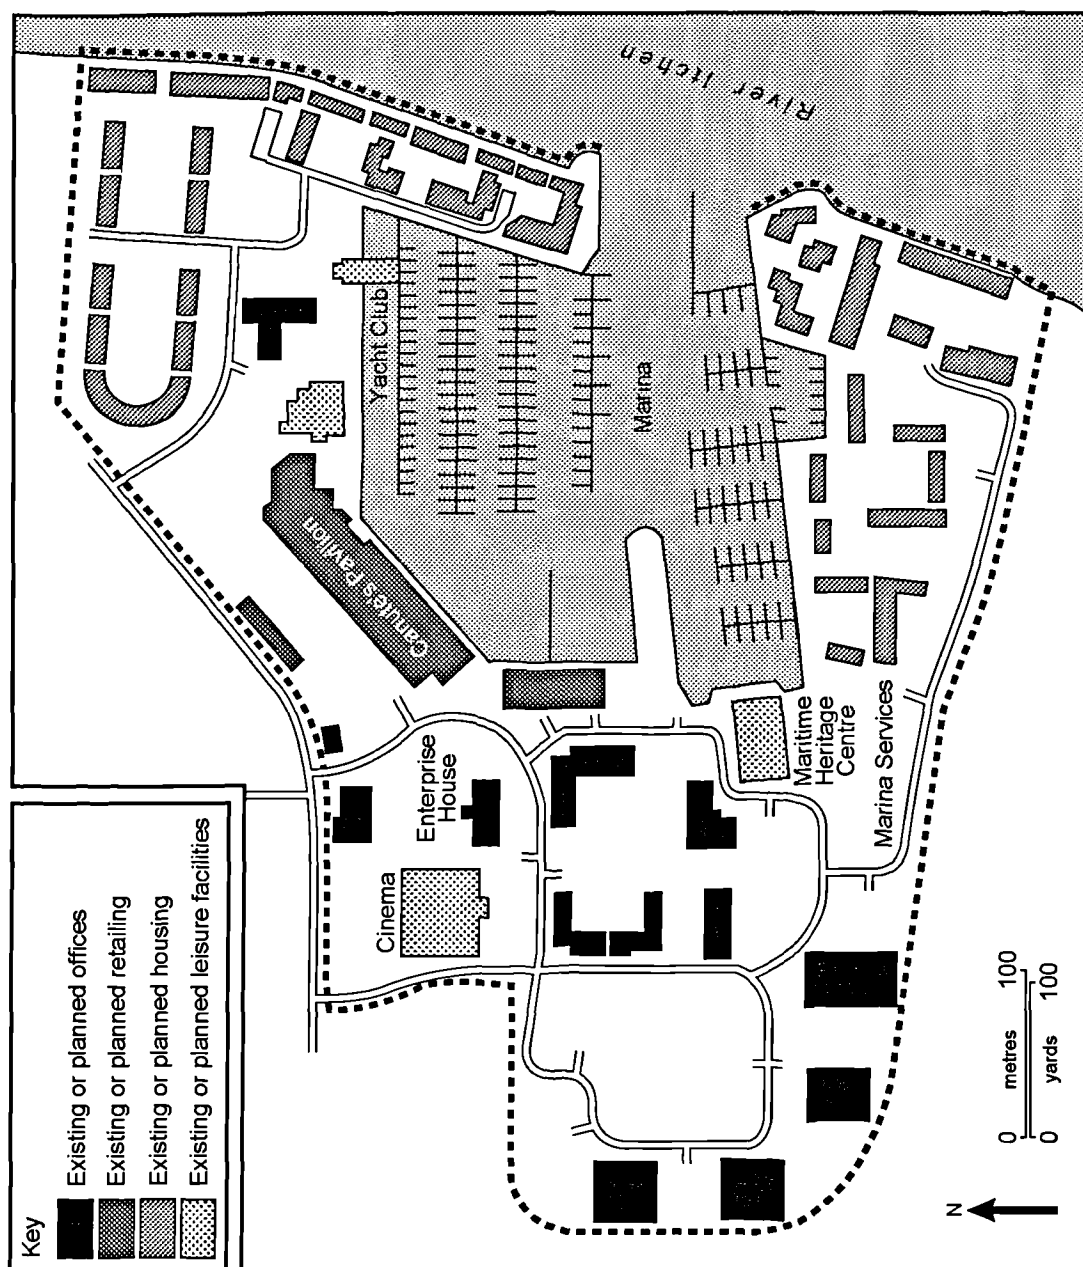 Key
Existing or planned offices
Existing or planned retailing
Existing or planned housing
Existing or planned leisure facilities
River Itchen
Yacht Club
Marina
Canutes Pavilion
Enterprise
House
Cinema
Maritime
Heritage
Centre
Marina Services
N
0 100
metres
yards
0 100